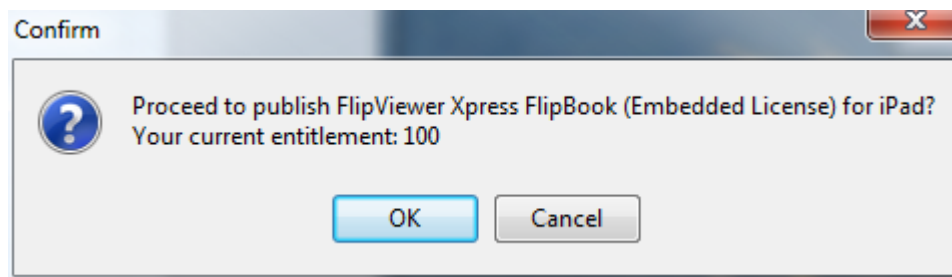 Confirm
Proceed to publish FlipViewer Xpress FlipBook (Embedded License) for iPad?
Your current entitlement: 100
OK
Cancel